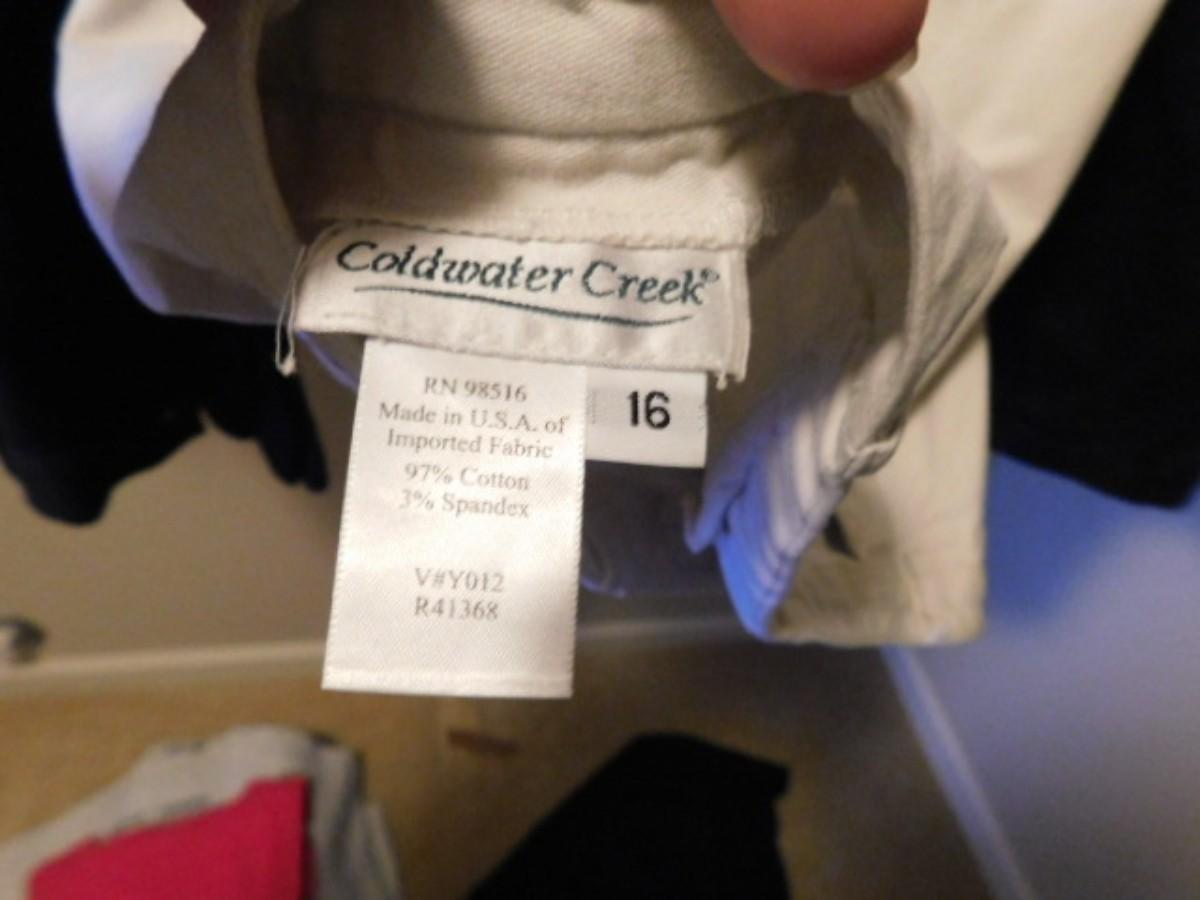 Coldwater Creek®
RN 98516
Made in U.S.A. of
Imported Fabric
97% Cotton
3% Spandex
V#Y012
R41368
16